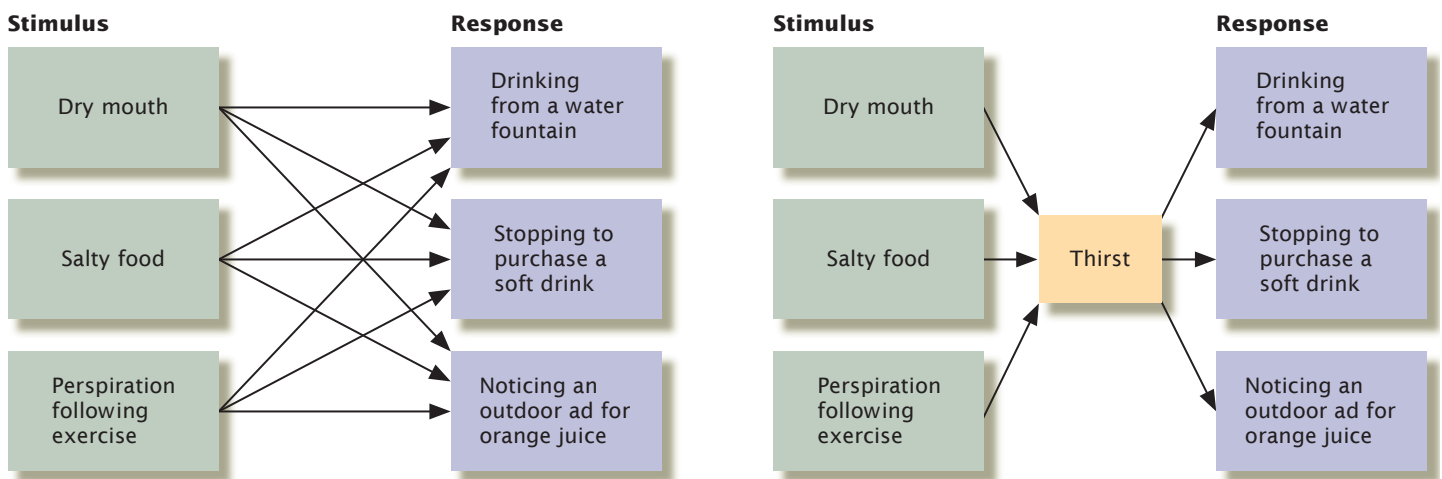 Stimulus
Response
Dry mouth
Drinking
from a water
fountain
Salty food
Stopping to
purchase a
soft drink
Perspiration
following
exercise
Noticing an
outdoor ad for
orange juice
Stimulus
Response
Dry mouth
Drinking
from a water
fountain
Salty food
Thirst
Stopping to
purchase a
soft drink
Perspiration
following
exercise
Noticing an
outdoor ad for
orange juice